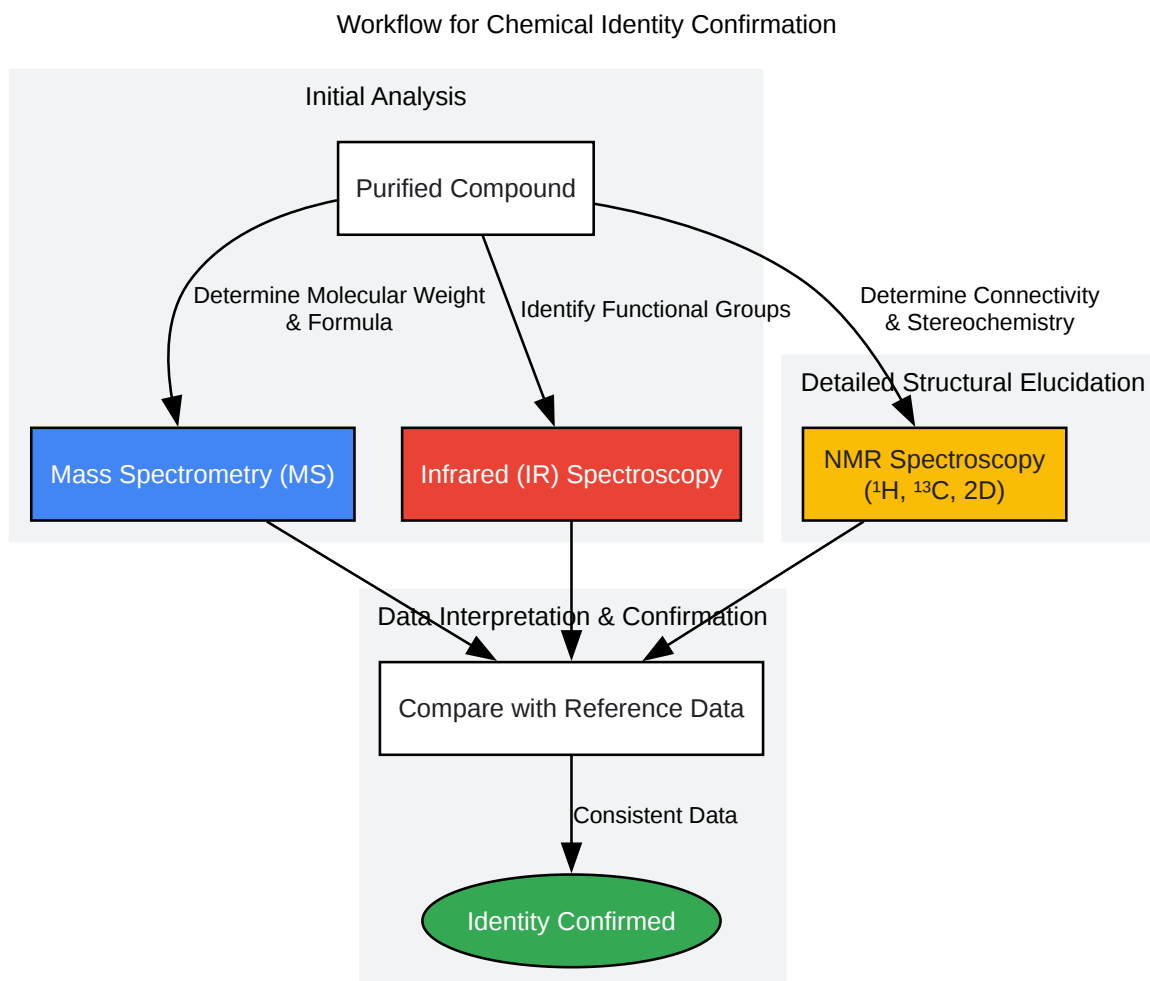 Workflow for Chemical Identity Confirmation
Initial Analysis
Purified Compound
Determine Molecular Weight
& Formula
Identify Functional Groups
Determine Connectivity
& Stereochemistry
Detailed Structural Elucidation
Mass Spectrometry (MS)
Infrared (IR) Spectroscopy
NMR Spectroscopy
(¹H, ¹³C, 2D)
Data Interpretation & Confirmation
Compare with Reference Data
Consistent Data
Identity Confirmed